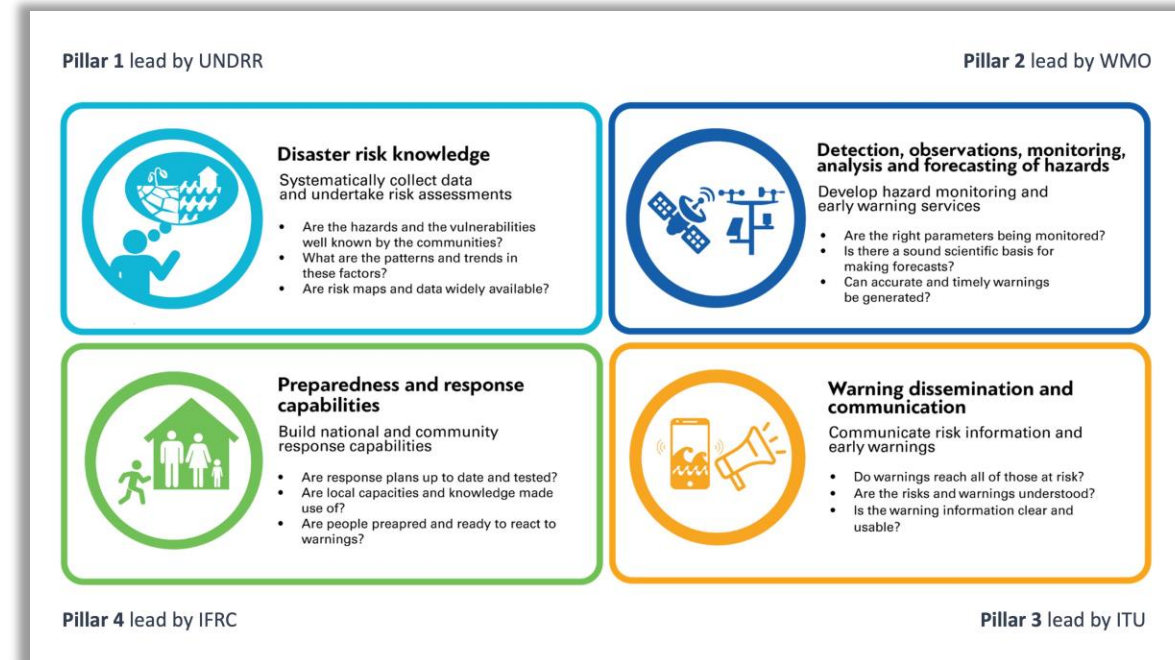 Pillar 1 lead by UNDRR
Pillar 2 lead by WMO
Disaster risk knowledge
Systematically collect data
and undertake risk assessments
• Are the hazards and the vulnerabilities
well known by the communities?
• What are the patterns and trends in
these factors?
• Are risk maps and data widely available?
Detection, observations, monitoring,
analysis and forecasting of hazards
Develop hazard monitoring and
early warning services
• Are the right parameters being monitored?
• Is there a sound scientific basis for
making forecasts?
• Can accurate and timely warnings
be generated?
Preparedness and response
capabilities
Build national and community
response capabilities
• Are response plans up to date and tested?
• Are local capacities and knowledge made
use of?
• Are people preapred and ready to react to
warnings?
Warning dissemination and
communication
Communicate risk information and
early warnings
• Do warnings reach all of those at risk?
• Are the risks and warnings understood?
• Is the warning information clear and
usable?
Pillar 4 lead by IFRC
Pillar 3 lead by ITU